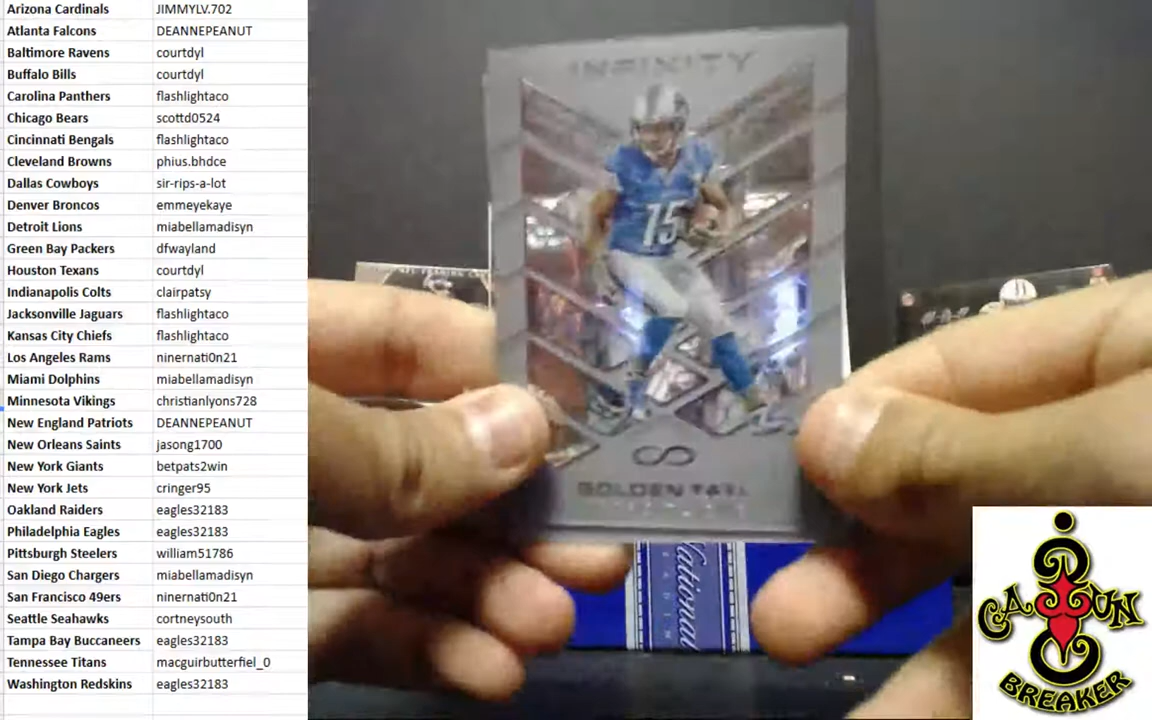 Arizona Cardinals JIMMYLV.702
Atlanta Falcons DEANNEPEANUT
Baltimore Ravens courtdyl
Buffalo Bills courtdyl
Carolina Panthers flashlightaco
Chicago Bears scottd0524
Cincinnati Bengals flashlightaco
Cleveland Browns phius.bhdce
Dallas Cowboys sir-rips-a-lot
Denver Broncos emmeyekaye
Detroit Lions miabellamadisyn
Green Bay Packers dfwayland
Houston Texans courtdyl
Indianapolis Colts clairpatsy
Jacksonville Jaguars flashlightaco
Kansas City Chiefs flashlightaco
Los Angeles Rams ninernati0n21
Miami Dolphins miabellamadisyn
Minnesota Vikings christianlyons728
New England Patriots DEANNEPEANUT
New Orleans Saints jasong1700
New York Giants betpats2win
New York Jets cringer95
Oakland Raiders eagles32183
Philadelphia Eagles eagles32183
Pittsburgh Steelers william51786
San Diego Chargers miabellamadisyn
San Francisco 49ers ninernati0n21
Seattle Seahawks cortneysouth
Tampa Bay Buccaneers eagles32183
Tennessee Titans macguirbutterfiel_0
Washington Redskins eagles32183
INFINITY
15
GOLDEN TATE
National
CAJUN
BREAKER